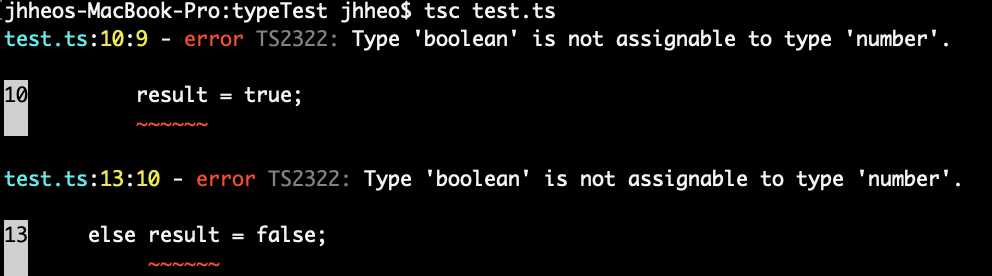 jhheos-MacBook-Pro:typeTest jhheo$ tsc test.ts
test.ts:10:9 - error TS2322: Type 'boolean' is not assignable to type 'number'.
10         result = true;
           ~~~~~~
test.ts:13:10 - error TS2322: Type 'boolean' is not assignable to type 'number'.
13     else result = false;
            ~~~~~~